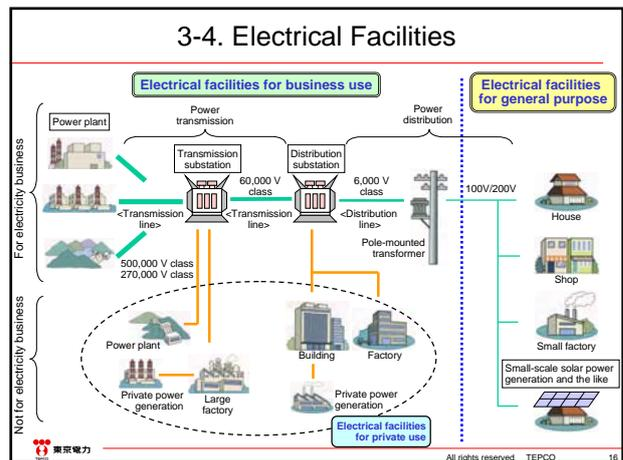 3-4. Electrical Facilities
Electrical facilities for business use
Electrical facilities
for general purpose
Power
transmission
Power
distribution
Power plant
Transmission
substation
Distribution
substation
60,000 V
class
6,000 V
class
100V/200V
<Transmission
line>
<Transmission
line>
<Distribution
line>
Pole-mounted
transformer
500,000 V class
270,000 V class
For electricity business
House
Shop
Small factory
Small-scale solar power
generation and the like
Not for electricity business
Power plant
Private power
generation
Large
factory
Building
Factory
Private power
generation
Electrical facilities
for private use
TEPCO
東京電力
All rights reserved TEPCO
16